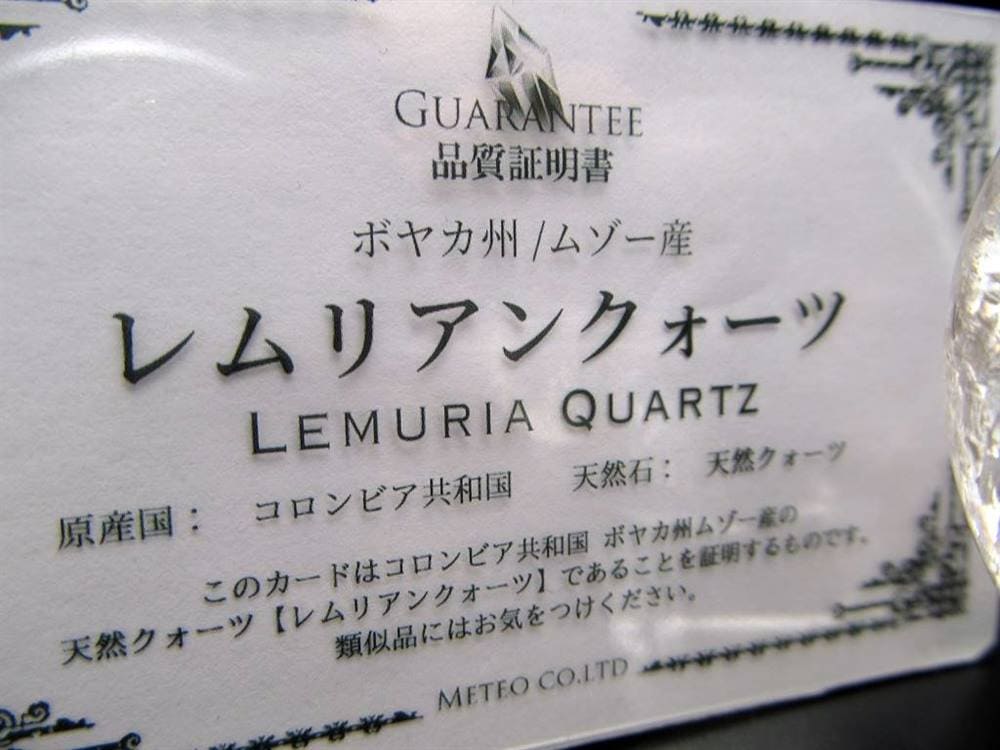 GUARANTEE
品質証明書
ボヤカ州 /ムゾー産
レムリアンクォーツ
LEMURIA QUARTZ
原産国： コロンビア共和国 天然石： 天然クォーツ
このカードはコロンビア共和国 ボヤカ州ムゾー産の
天然クォーツ【レムリアンクォーツ】であることを証明するものです。
類似品にはお気をつけください。
METEO CO.LTD